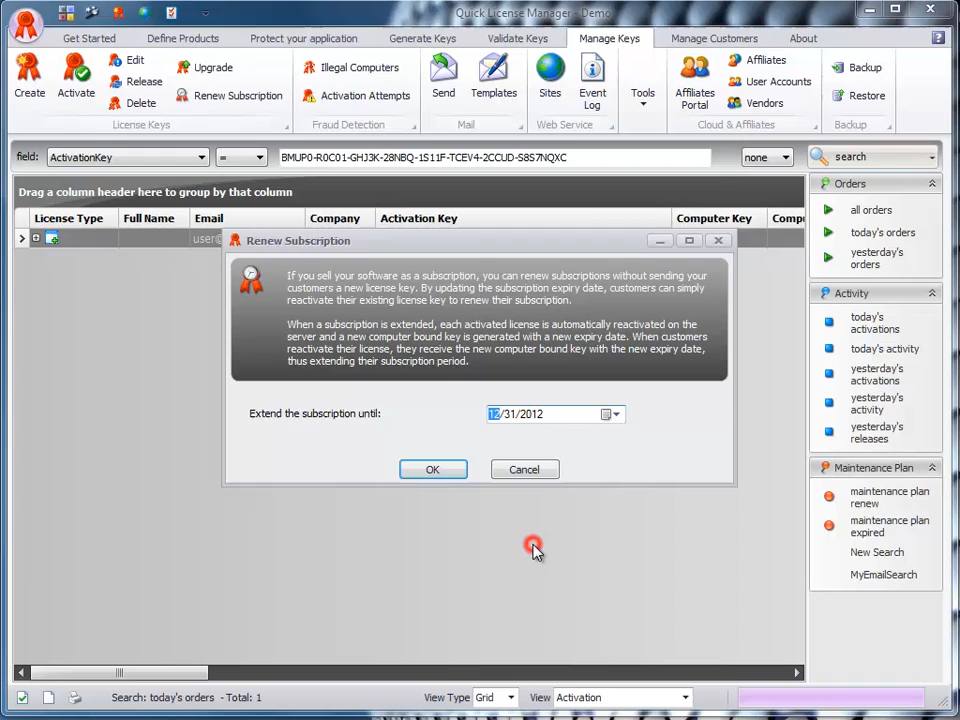 Quick License Manager - Demo
Get Started
Define Products
Protect your application
Generate Keys
Validate Keys
Manage Keys
Manage Customers
About
Create
Activate
Edit
Release
Delete
Upgrade
Renew Subscription
License Keys
Illegal Computers
Activation Attempts
Fraud Detection
Send
Templates
Mail
Sites
Event Log
Web Service
Tools
Affiliates Portal
Affiliates
User Accounts
Vendors
Cloud & Affiliates
Backup
Restore
Backup
field:
ActivationKey
=
BMUP0-R0C01-GHJ3K-28NBQ-1S11F-TCEV4-2CCUD-S8S7NQXC
none
search
Drag a column header here to group by that column
License Type
Full Name
Email
Company
Activation Key
Computer Key
Compu
user@
Renew Subscription
If you sell your software as a subscription, you can renew subscriptions without sending your
customers a new license key. By updating the subscription expiry date, customers can simply
reactivate their existing license key to renew their subscription.
When a subscription is extended, each activated license is automatically reactivated on the
server and a new computer bound key is generated with a new expiry date. When customers
reactivate their license, they receive the new computer bound key with the new expiry date,
thus extending their subscription period.
Extend the subscription until:
12/31/2012
OK
Cancel
Orders
all orders
today's orders
yesterday's
orders
Activity
today's
activations
today's activity
yesterday's
activations
yesterday's
activity
yesterday's
releases
Maintenance Plan
maintenance plan
renew
maintenance plan
expired
New Search
MyEmailSearch
Search: today's orders - Total: 1
View Type
Grid
View
Activation